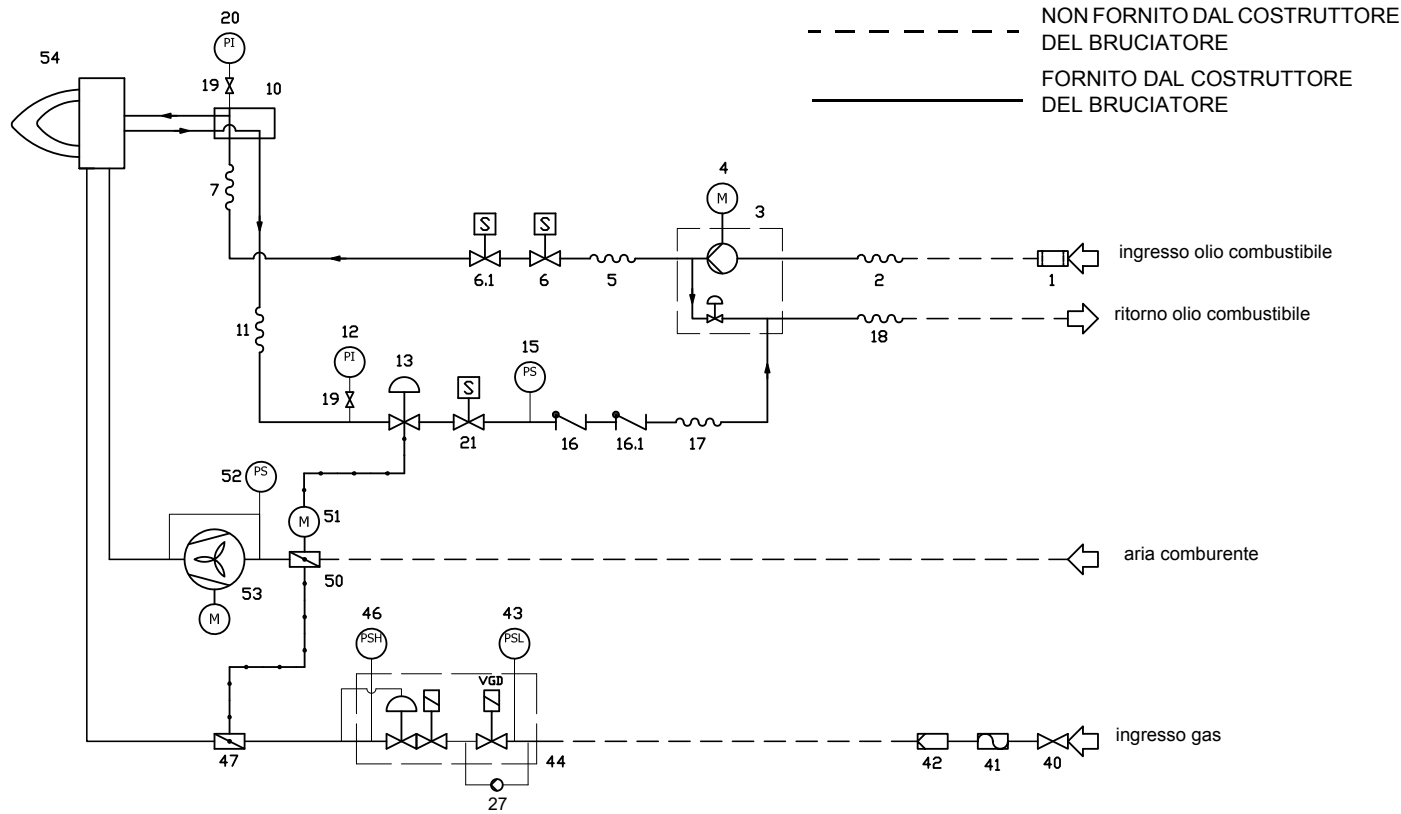 NON FORNITO DAL COSTRUTTORE
DEL BRUCIATORE
FORNITO DAL COSTRUTTORE
DEL BRUCIATORE
20
PI
54
19
10
7
4
M
3
S
S
6.1
6
5
2
1
ingresso olio combustibile
18
ritorno olio combustibile
11
12
PI
13
15
PS
S
19
21
16
16.1
17
52
PS
51
M
50
53
M
aria comburente
46
PSH
43
PSL
VGD
47
44
27
42
41
40
ingresso gas